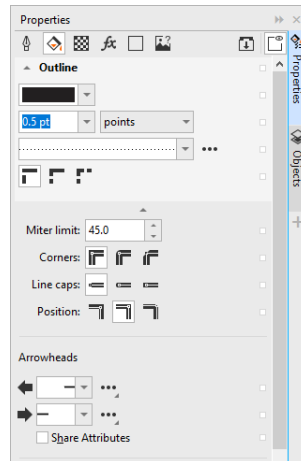 Properties
fx
Outline
0.5 pt
points
Miter limit: 45.0
Corners:
Line caps:
Position:
Arrowheads
Share Attributes
Properties
Objects